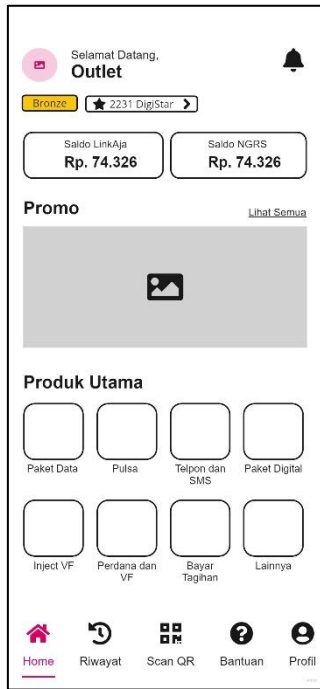 Selamat Datang,
Outlet
Bronze
2231 DigiStar
Saldo LinkAja
Rp. 74.326
Saldo NGRS
Rp. 74.326
Promo
Lihat Semua
Produk Utama
Paket Data
Pulsa
Telpon dan
SMS
Paket Digital
Inject VF
Perdana dan
VF
Bayar
Tagihan
Lainnya
Home
Riwayat
Scan QR
Bantuan
Profil